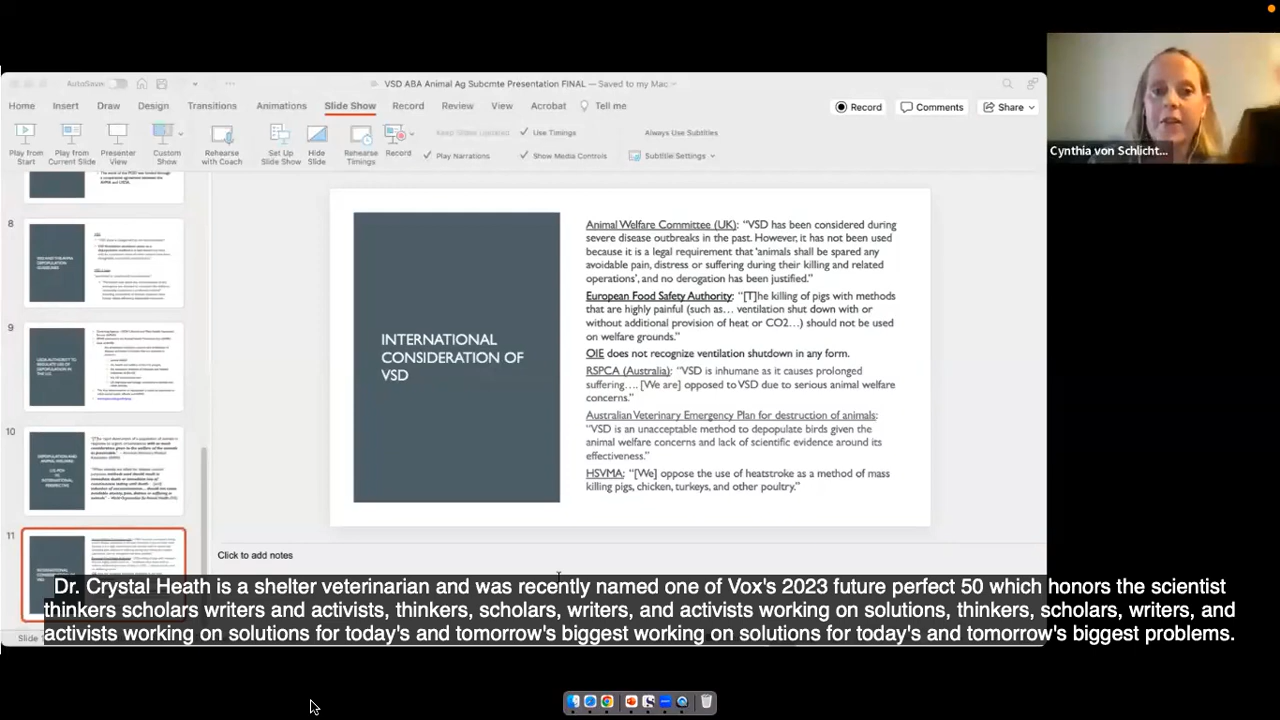 AutoSave
VSD ABA Animal Ag Subcmte Presentation FINAL — Saved to my Mac
Home Insert Draw Design Transitions Animations Slide Show Record Review View Acrobat Tell me
Record Comments Share
Play from Start
Play from Current Slide
Presenter View
Custom Show
Rehearse with Coach
Set Up Slide Show
Hide Slide
Rehearse Timings
Record
Keep Slides Updated
Use Timings
Play Narrations
Show Media Controls
Always Use Subtitles
Subtitle Settings
Cynthia von Schlicht...
8
9
10
11
INTERNATIONAL
CONSIDERATION OF
VSD
Animal Welfare Committee (UK): “VSD has been considered during
severe disease outbreaks in the past. However, it has not been used
because it is a legal requirement that ‘animals shall be spared any
avoidable pain, distress or suffering during their killing and related
operations’, and no derogation has been justified.”
European Food Safety Authority: “[T]he killing of pigs with methods
that are highly painful (such as… ventilation shut down with or
without additional provision of heat or CO2…) should not be used
on welfare grounds.”
OIE does not recognize ventilation shutdown in any form.
RSPCA (Australia): “VSD is inhumane as it causes prolonged
suffering…. [We are] opposed to VSD due to serious animal welfare
concerns.”
Australian Veterinary Emergency Plan for destruction of animals:
“VSD is an unacceptable method to depopulate birds given the
animal welfare concerns and lack of scientific evidence around its
effectiveness.”
HSVMA: “[We] oppose the use of heatstroke as a method of mass
killing pigs, chicken, turkeys, and other poultry.”
Click to add notes
Dr. Crystal Heath is a shelter veterinarian and was recently named one of Vox's 2023 future perfect 50 which honors the scientist
thinkers scholars writers and activists, thinkers, scholars, writers, and activists working on solutions, thinkers, scholars, writers, and
activists working on solutions for today's and tomorrow's biggest working on solutions for today's and tomorrow's biggest problems.